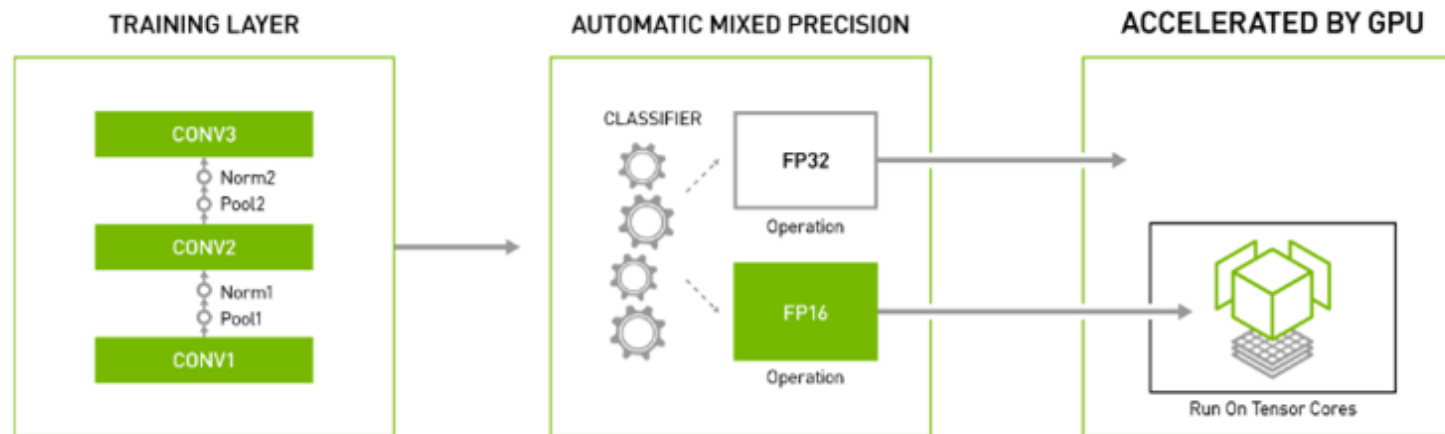 TRAINING LAYER
CONV3
Norm2
Pool2
CONV2
Norm1
Pool1
CONV1
AUTOMATIC MIXED PRECISION
CLASSIFIER
FP32
Operation
FP16
Operation
ACCELERATED BY GPU
Run On Tensor Cores